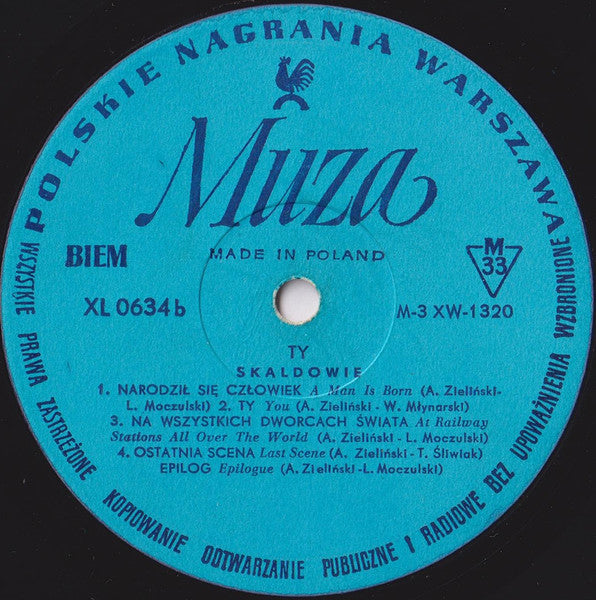 POLSKIE NAGRANIA WARSZAWA
Muza
MADE IN POLAND
BIEM
M
33
XL 0634 b
M-3 XW-1320
TY
SKALDOWIE
1. NARODZIŁ SIĘ CZŁOWIEK A Man Is Born (A. Zieliński-
L. Moczulski) 2. TY You (A. Zieliński - W. Młynarski)
3. NA WSZYSTKICH DWORCACH ŚWIATA At Railway
Stattons All Over The World (A. Zieliński - L. Moczulski)
4. OSTATNIA SCENA Last Scene (A. Zieliński - T. Śliwiak)
EPILOG Epilogue (A. Zieliński-L. Moczulski)
WSZYSTKIE PRAWA ZASTRZEŻONE KOPIOWANIE ODTWARZANIE PUBLICZNE I RADIOWE BEZ UPOWAŻNIENIA WZBRONIONE